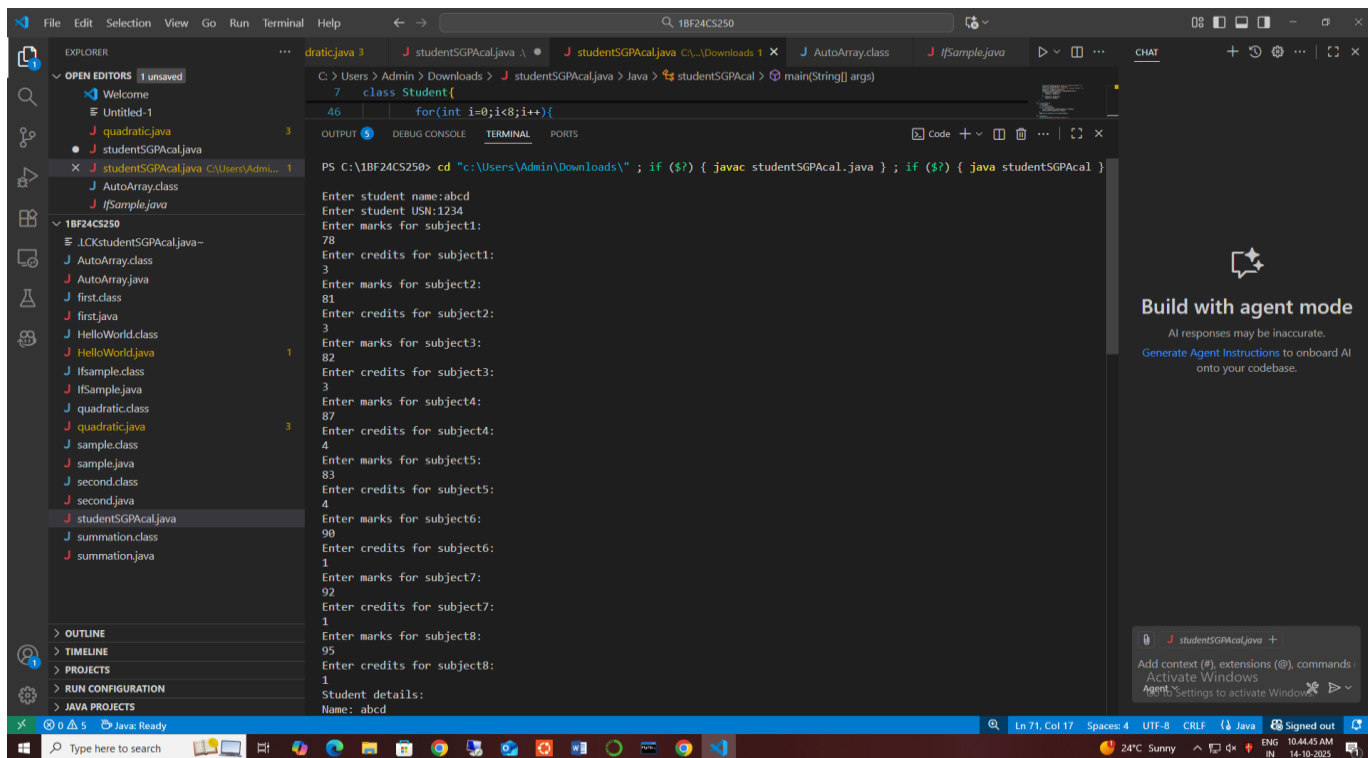 File Edit Selection View Go Run Terminal Help
1BF24CS250
EXPLORER
OPEN EDITORS 1 unsaved
Welcome
Untitled-1
quadratic.java 3
studentSGPAcal.java
studentSGPAcal.java C:\Users\Admi... 1
AutoArray.class
IfSample.java
1BF24CS250
.LCKstudentSGPAcal.java~
AutoArray.class
AutoArray.java
first.class
first.java
HelloWorld.class
HelloWorld.java 1
Ifsample.class
IfSample.java
quadratic.class
quadratic.java 3
sample.class
sample.java
second.class
second.java
studentSGPAcal.java
summation.class
summation.java
OUTLINE
TIMELINE
PROJECTS
RUN CONFIGURATION
JAVA PROJECTS
dratic.java 3 studentSGPAcal.java .\ studentSGPAcal.java C:\...\Downloads 1 AutoArray.class IfSample.java
C: > Users > Admin > Downloads > studentSGPAcal.java > Java > studentSGPAcal > main(String[] args)
7 class Student{
46 for(int i=0;i<8;i++){
OUTPUT 5 DEBUG CONSOLE TERMINAL PORTS Code
PS C:\1BF24CS250> cd "c:\Users\Admin\Downloads\" ; if ($?) { javac studentSGPAcal.java } ; if ($?) { java studentSGPAcal }
Enter student name:abcd
Enter student USN:1234
Enter marks for subject1:
78
Enter credits for subject1:
3
Enter marks for subject2:
81
Enter credits for subject2:
3
Enter marks for subject3:
82
Enter credits for subject3:
3
Enter marks for subject4:
87
Enter credits for subject4:
4
Enter marks for subject5:
83
Enter credits for subject5:
4
Enter marks for subject6:
90
Enter credits for subject6:
1
Enter marks for subject7:
92
Enter credits for subject7:
1
Enter marks for subject8:
95
Enter credits for subject8:
1
Student details:
Name: abcd
CHAT
Build with agent mode
AI responses may be inaccurate.
Generate Agent Instructions to onboard AI
onto your codebase.
studentSGPAcal.java
Add context (#), extensions (@), commands
Activate Windows
Agent
Go to Settings to activate Windows.
0 5 Java: Ready
Ln 71, Col 17 Spaces: 4 UTF-8 CRLF Java Signed out
Type here to search
24°C Sunny
ENG
IN
10.44.45 AM
14-10-2025